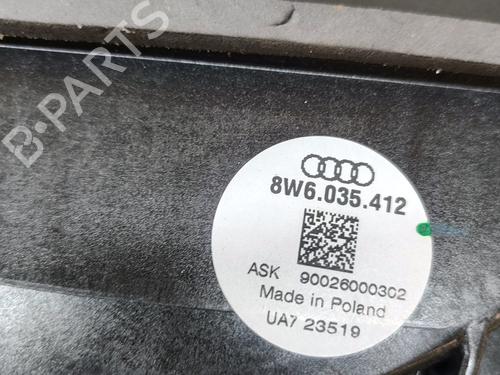 B-PARTS
8W6.035.412
ASK 90026000302
Made in Poland
UA7 23519